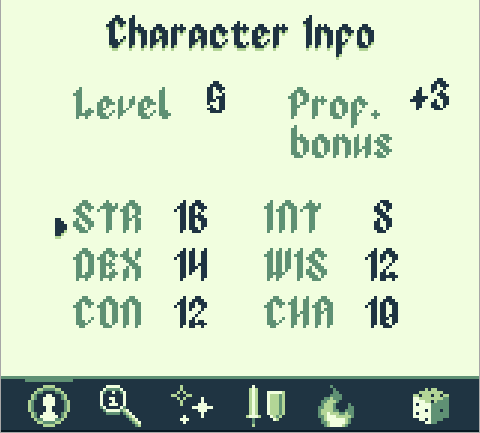 Character Info
Level 5 Prof. bonus +3
STR 16 INT 8
DEX 14 WIS 12
CON 12 CHA 10